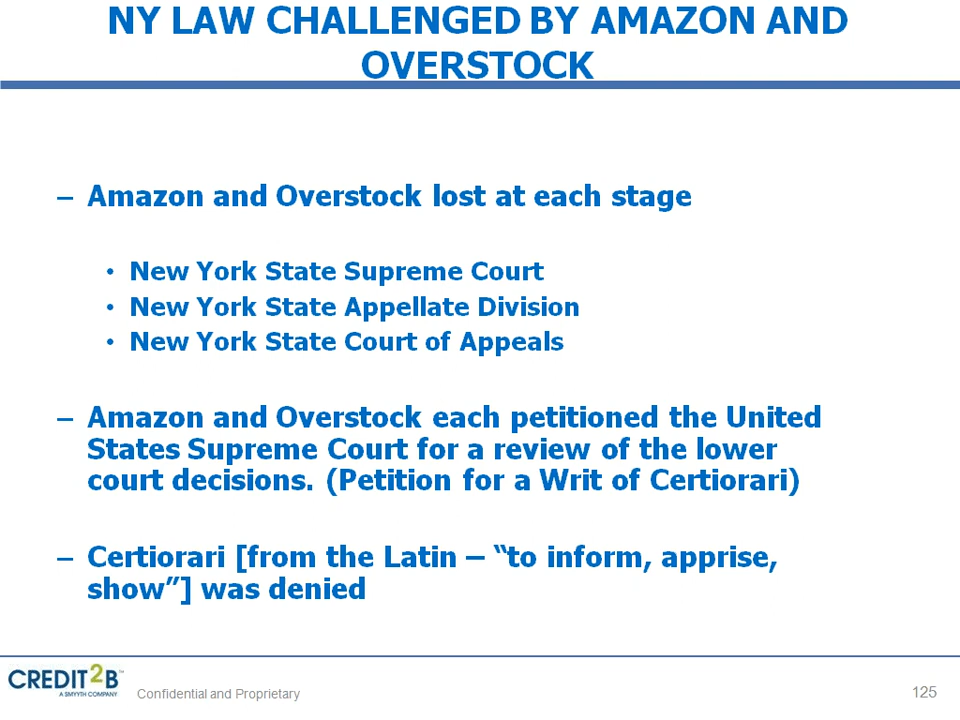 NY LAW CHALLENGED BY AMAZON AND
OVERSTOCK
– Amazon and Overstock lost at each stage
• New York State Supreme Court
• New York State Appellate Division
• New York State Court of Appeals
– Amazon and Overstock each petitioned the United
States Supreme Court for a review of the lower
court decisions. (Petition for a Writ of Certiorari)
– Certiorari [from the Latin – “to inform, apprise,
show”] was denied
CREDIT2B™
A SMYYTH COMPANY
Confidential and Proprietary
125